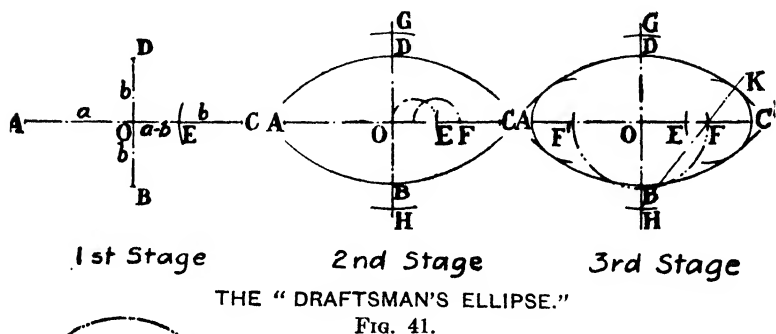 G G
D D D
b K
A a O a-b E b C A O E F C A F' O E F C
b
B B B
H H
1st Stage 2nd Stage 3rd Stage
THE “ DRAFTSMAN'S ELLIPSE.”
FIG. 41.